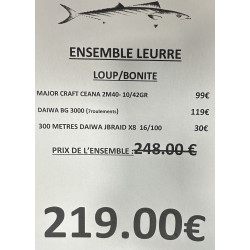 ENSEMBLE LEURRE
LOUP/BONITE
MAJOR CRAFT CEANA 2M40- 10/42GR 99€
DAIWA BG 3000 (7roulements) 119€
300 METRES DAIWA JBRAID X8 16/100 30€
PRIX DE L'ENSEMBLE :248.00 €
219.00€